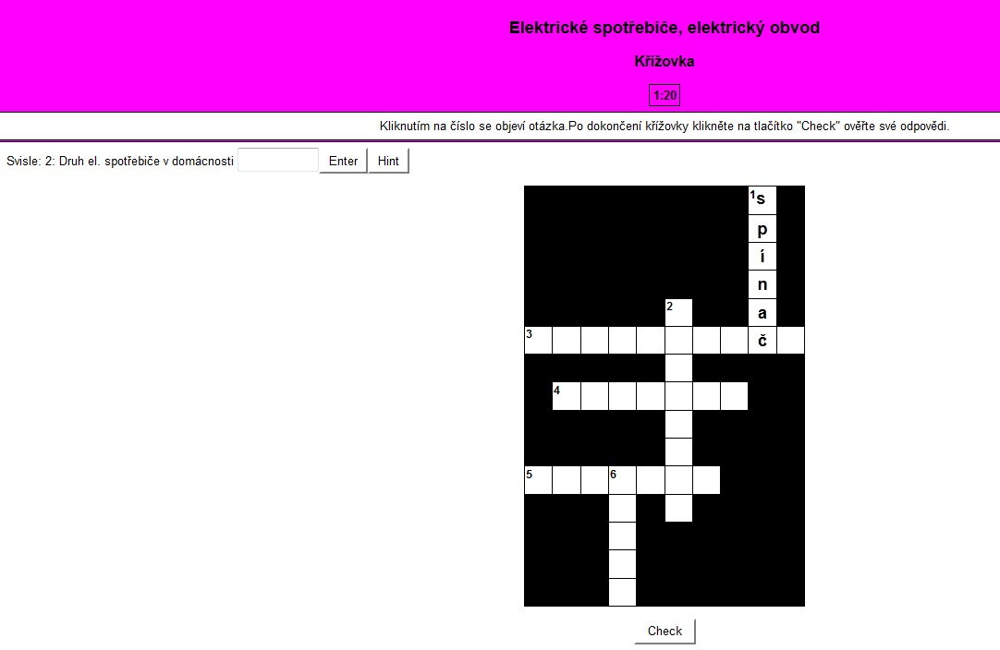 Elektrické spotřebiče, elektrický obvod
Křížovka
1:20
Kliknutím na číslo se objeví otázka.Po dokončení křížovky klikněte na tlačítko "Check" ověřte své odpovědi.
Svisle: 2: Druh el. spotřebiče v domácnosti Enter Hint
1s
p
í
n
2 a
3 č
4
5 6
Check